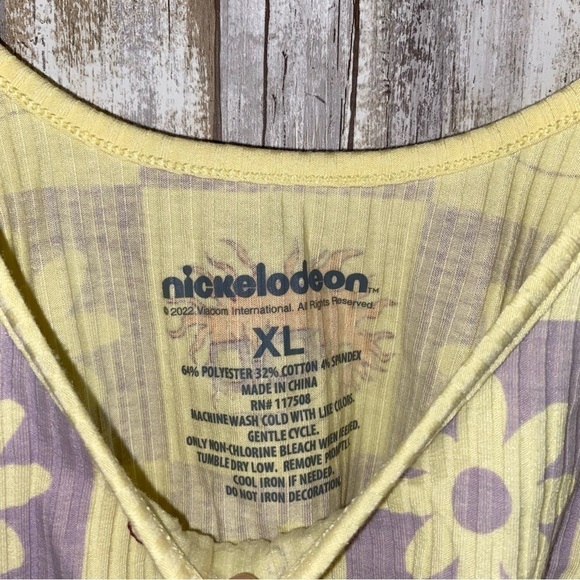 nickelodeon™
© 2022 Viacom International. All Rights Reserved.
XL
64% POLYESTER 32% COTTON 4% SPANDEX
MADE IN CHINA
RN# 117508
MACHINE WASH COLD WITH LIKE COLORS.
GENTLE CYCLE.
ONLY NON-CHLORINE BLEACH WHEN NEEDED.
TUMBLE DRY LOW. REMOVE PROMPTLY.
COOL IRON IF NEEDED.
DO NOT IRON DECORATION.